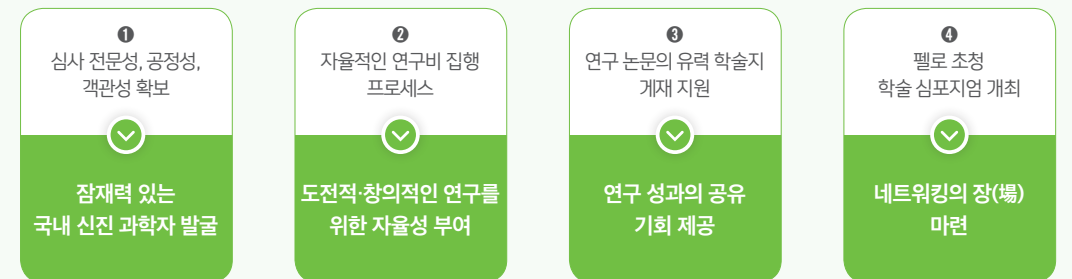 ❶
심사 전문성, 공정성,
객관성 확보
잠재력 있는
국내 신진 과학자 발굴
❷
자율적인 연구비 집행
프로세스
도전적·창의적인 연구를
위한 자율성 부여
❸
연구 논문의 유력 학술지
게재 지원
연구 성과의 공유
기회 제공
❹
펠로 초청
학술 심포지엄 개최
네트워킹의 장(場)
마련